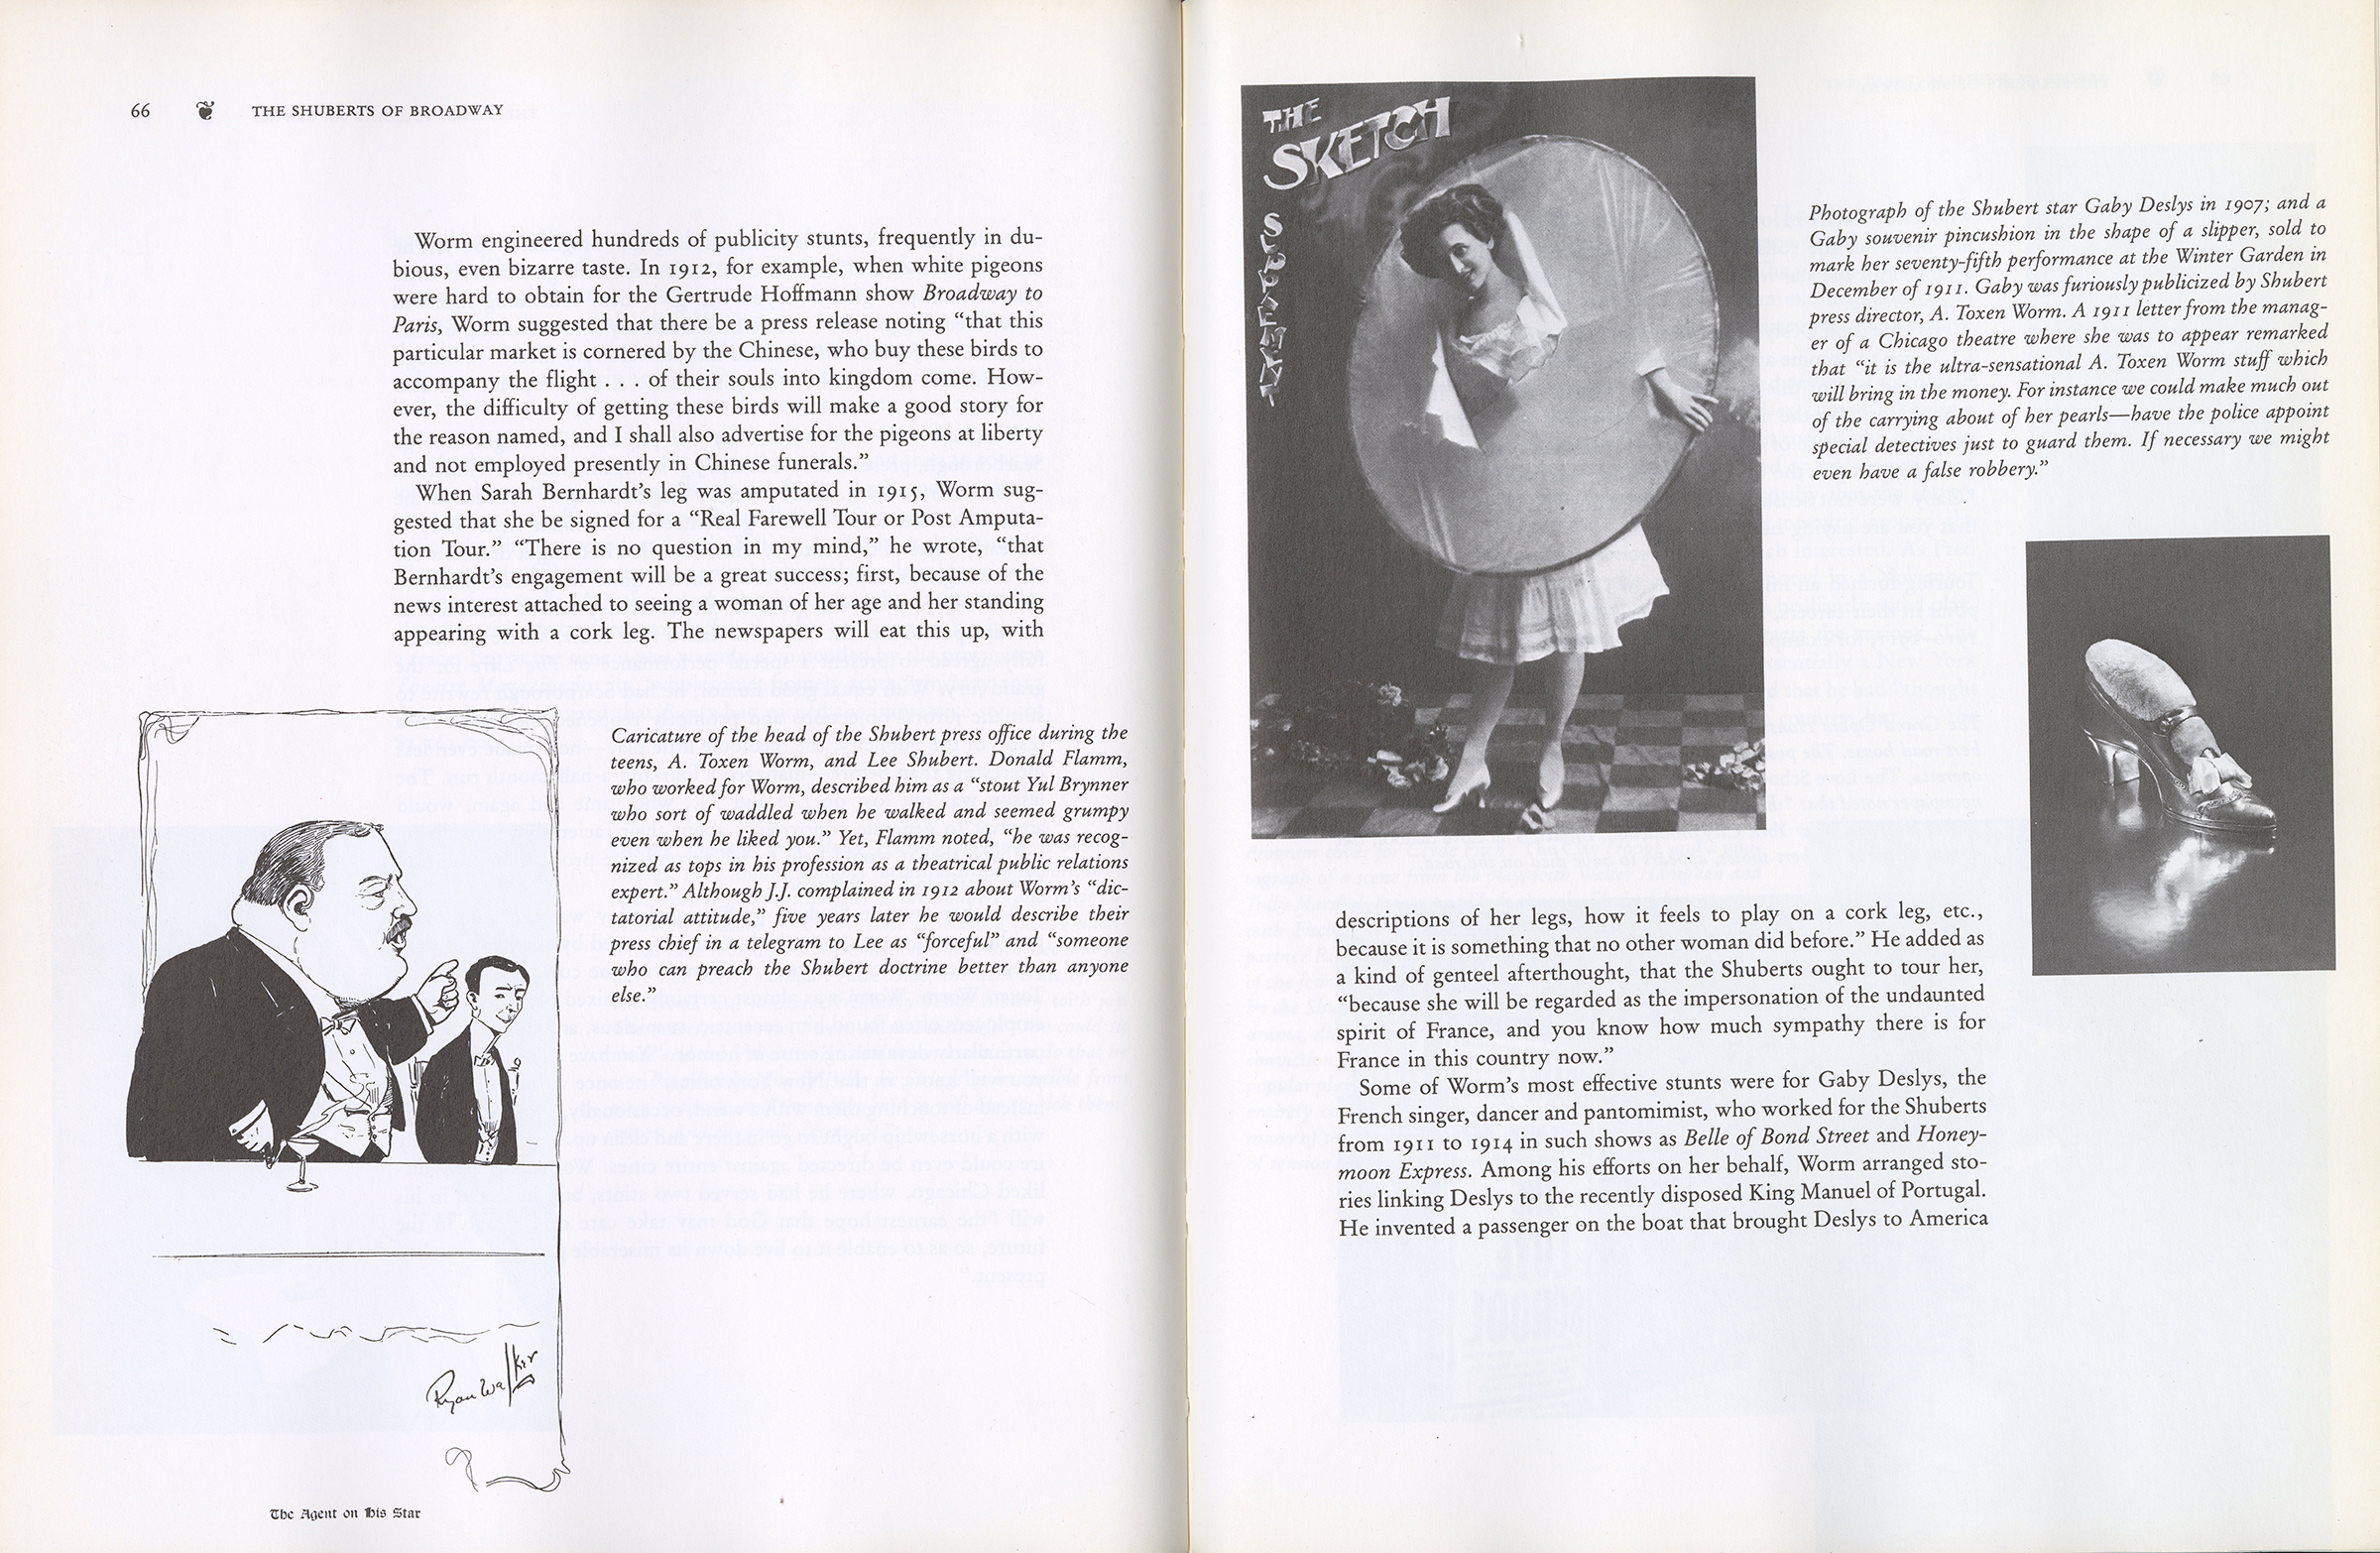 66 THE SHUBERTS OF BROADWAY
Worm engineered hundreds of publicity stunts, frequently in du-
bious, even bizarre taste. In 1912, for example, when white pigeons
were hard to obtain for the Gertrude Hoffmann show Broadway to
Paris, Worm suggested that there be a press release noting “that this
particular market is cornered by the Chinese, who buy these birds to
accompany the flight . . . of their souls into kingdom come. How-
ever, the difficulty of getting these birds will make a good story for
the reason named, and I shall also advertise for the pigeons at liberty
and not employed presently in Chinese funerals.”
When Sarah Bernhardt’s leg was amputated in 1915, Worm sug-
gested that she be signed for a “Real Farewell Tour or Post Amputa-
tion Tour.” “There is no question in my mind,” he wrote, “that
Bernhardt’s engagement will be a great success; first, because of the
news interest attached to seeing a woman of her age and her standing
appearing with a cork leg. The newspapers will eat this up, with
Caricature of the head of the Shubert press office during the
teens, A. Toxen Worm, and Lee Shubert. Donald Flamm,
who worked for Worm, described him as a “stout Yul Brynner
who sort of waddled when he walked and seemed grumpy
even when he liked you.” Yet, Flamm noted, “he was recog-
nized as tops in his profession as a theatrical public relations
expert.” Although J.J. complained in 1912 about Worm’s “dic-
tatorial attitude,” five years later he would describe their
press chief in a telegram to Lee as “forceful” and “someone
who can preach the Shubert doctrine better than anyone
else.”
Ryan Walker
The Agent on His Star
THE
SKETCH
SUPPLEMENT
Photograph of the Shubert star Gaby Deslys in 1907; and a
Gaby souvenir pincushion in the shape of a slipper, sold to
mark her seventy-fifth performance at the Winter Garden in
December of 1911. Gaby was furiously publicized by Shubert
press director, A. Toxen Worm. A 1911 letter from the manag-
er of a Chicago theatre where she was to appear remarked
that “it is the ultra-sensational A. Toxen Worm stuff which
will bring in the money. For instance we could make much out
of the carrying about of her pearls—have the police appoint
special detectives just to guard them. If necessary we might
even have a false robbery.”
descriptions of her legs, how it feels to play on a cork leg, etc.,
because it is something that no other woman did before.” He added as
a kind of genteel afterthought, that the Shuberts ought to tour her,
“because she will be regarded as the impersonation of the undaunted
spirit of France, and you know how much sympathy there is for
France in this country now.”
Some of Worm’s most effective stunts were for Gaby Deslys, the
French singer, dancer and pantomimist, who worked for the Shuberts
from 1911 to 1914 in such shows as Belle of Bond Street and Honey-
moon Express. Among his efforts on her behalf, Worm arranged sto-
ries linking Deslys to the recently disposed King Manuel of Portugal.
He invented a passenger on the boat that brought Deslys to America